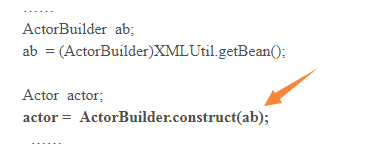 ……
ActorBuilder ab;
ab = (ActorBuilder)XMLUtil.getBean();
Actor actor;
actor = ActorBuilder.construct(ab);
……